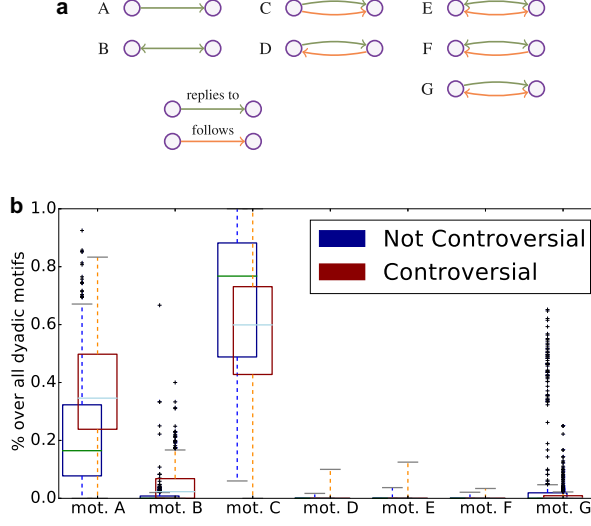 a
A C E
B D F
G
replies to
follows
b
1.0
0.8
0.6
0.4
0.2
0.0
% over all dyadic motifs
Not Controversial
Controversial
mot. A mot. B mot. C mot. D mot. E mot. F mot. G